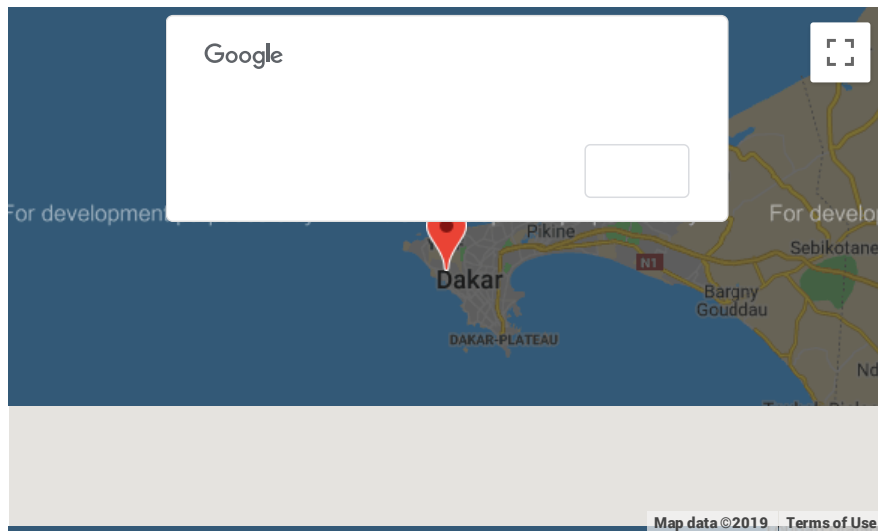 Google
For development
For develo
Pikine
Sebikotane
N1
Dakar
Bargny
Gouddau
DAKAR-PLATEAU
Nd
Map data ©2019
Terms of Use